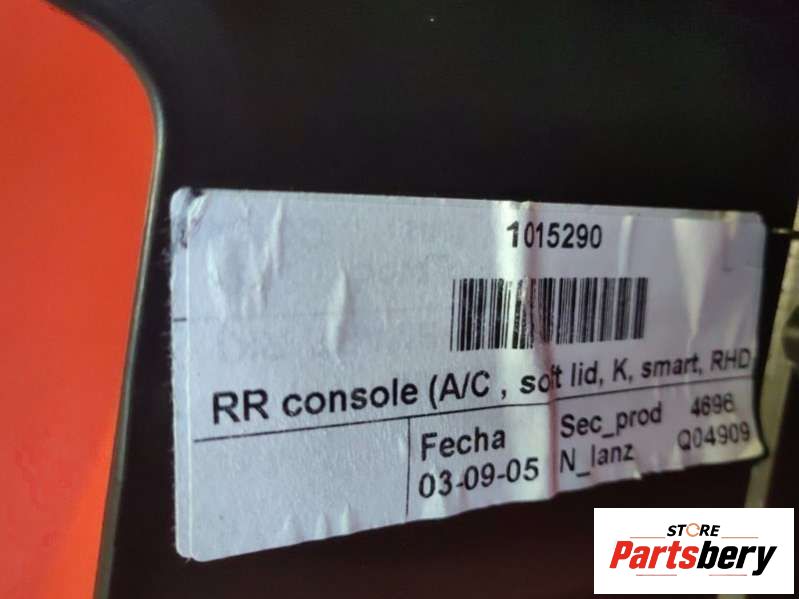 1015290
RR console (A/C , soft lid, K, smart, RHD
Fecha
03-09-05
Sec_prod 4696
N_lanz Q04909
STORE
Partsbery